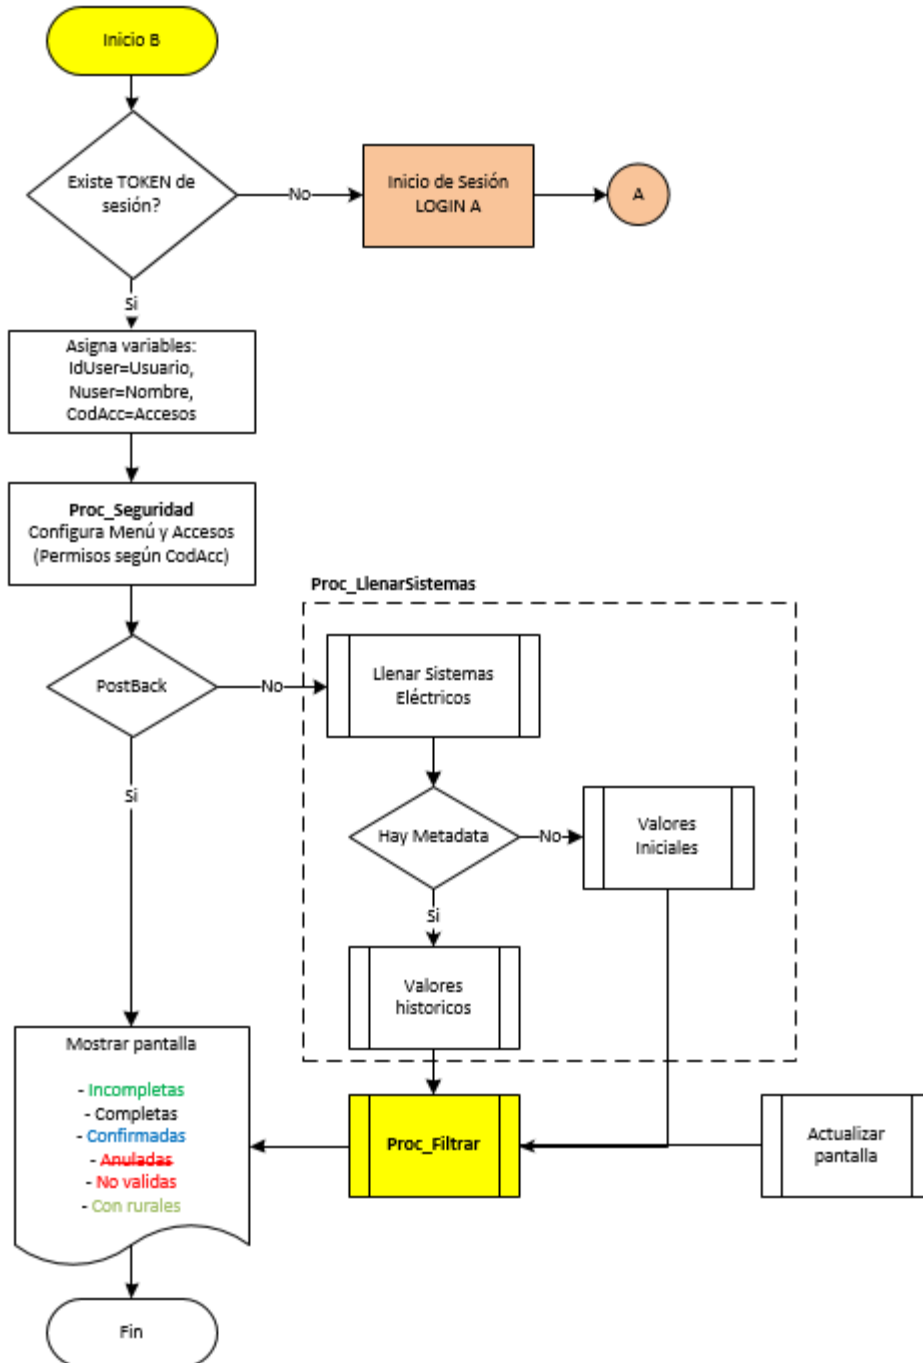 Inicio B
Existe TOKEN de
sesión?
No
Inicio de Sesión
LOGIN A
A
Si
Asigna variables:
IdUser=Usuario,
Nuser=Nombre,
CodAcc=Accesos
Proc_Seguridad
Configura Menú y Accesos
(Permisos según CodAcc)
Proc_LlenarSistemas
PostBack
No
Llenar Sistemas
Eléctricos
Si
Hay Metadata
No
Valores
Iniciales
Si
Valores
historicos
Mostrar pantalla
- Incompletas
- Completas
- Confirmadas
- Anuladas
- No validas
- Con rurales
Proc_Filtrar
Actualizar
pantalla
Fin